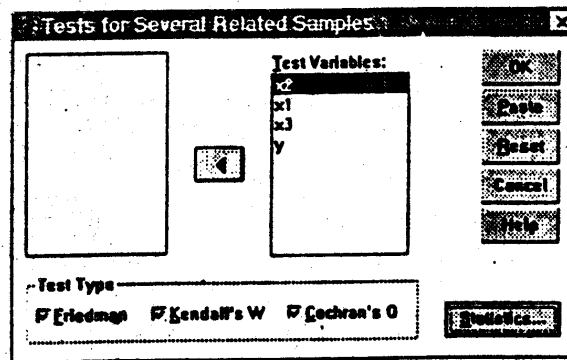 Tests for Several Related Samples
Test Variables:
x2
x1
x3
y
OK
Paste
Reset
Cancel
Help
Test Type
Friedman Kendall's W Cochran's Q
Statistics...